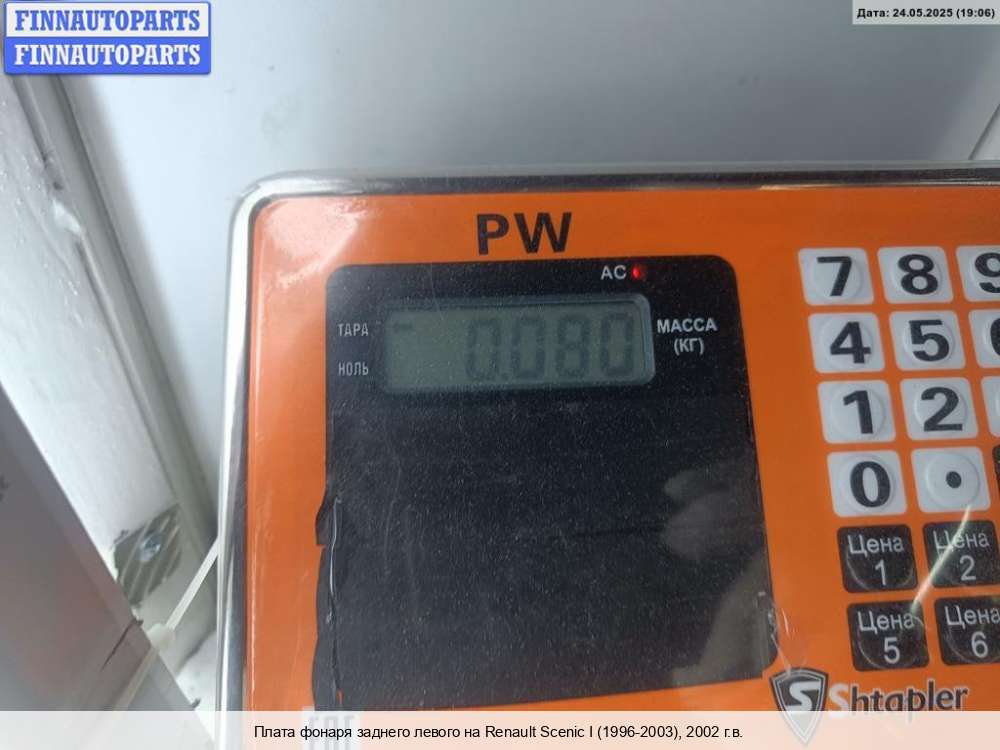 FINNAUTOPARTS
FINNAUTOPARTS
Дата: 24.05.2025 (19:06)
PW
AC
ТАРА
НОЛЬ
0.080
МАССА
(КГ)
7 8 9
4 5 6
1 2
0 .
Цена 1
Цена 2
Цена 5
Цена 6
Shtapler
Плата фонаря заднего левого на Renault Scenic I (1996-2003), 2002 г.в.